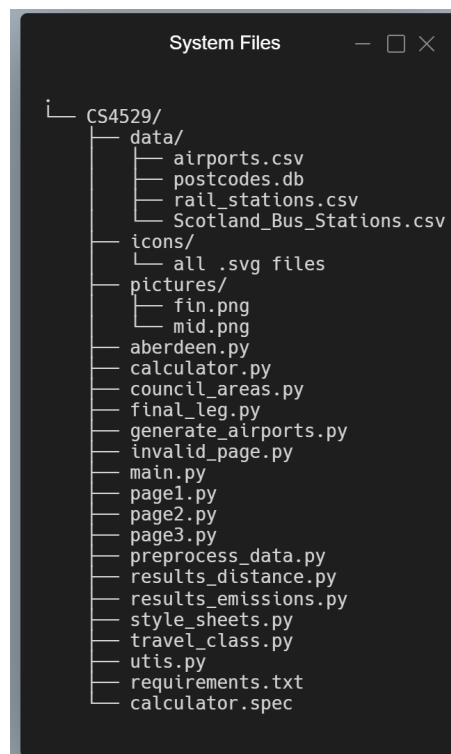 System Files
.
└── CS4529/
    ├── data/
    │   ├── airports.csv
    │   ├── postcodes.db
    │   ├── rail_stations.csv
    │   └── Scotland_Bus_Stations.csv
    ├── icons/
    │   └── all .svg files
    ├── pictures/
    │   ├── fin.png
    │   └── mid.png
    ├── aberdeen.py
    ├── calculator.py
    ├── council_areas.py
    ├── final_leg.py
    ├── generate_airports.py
    ├── invalid_page.py
    ├── main.py
    ├── page1.py
    ├── page2.py
    ├── page3.py
    ├── preprocess_data.py
    ├── results_distance.py
    ├── results_emissions.py
    ├── style_sheets.py
    ├── travel_class.py
    ├── utis.py
    ├── requirements.txt
    └── calculator.spec